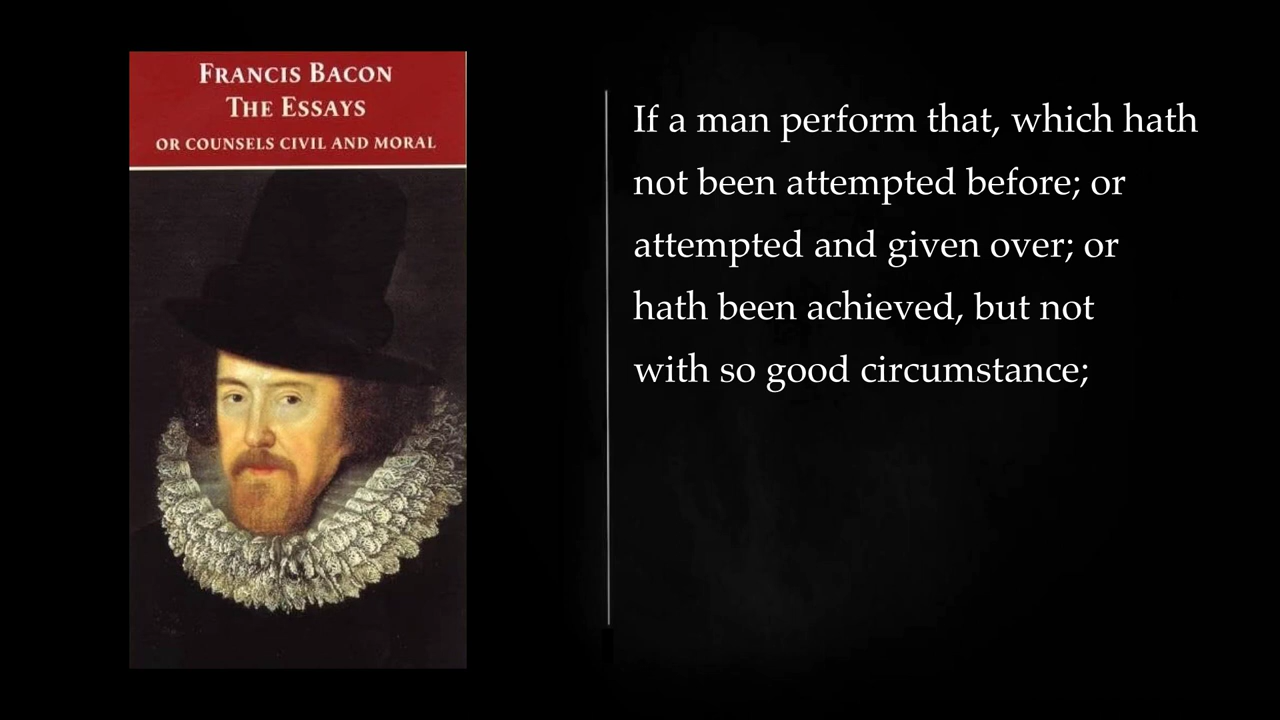 FRANCIS BACON
THE ESSAYS
OR COUNSELS CIVIL AND MORAL
If a man perform that, which hath
not been attempted before; or
attempted and given over; or
hath been achieved, but not
with so good circumstance;